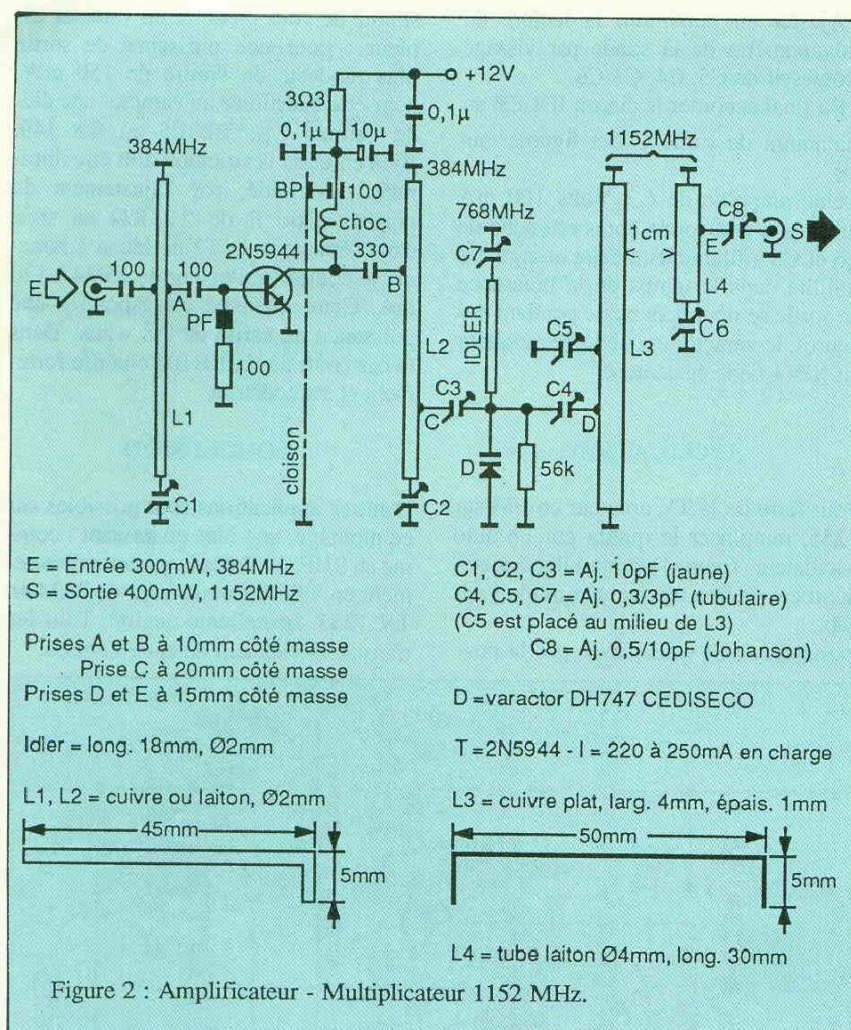 +12V
3Ω3
0,1µ
10µ
0,1µ
384MHz
384MHz
1152MHz
BP
100
choc
768MHz
2N5944
C7
1cm
C8
S
E
100
100
A
330
B
E
L4
PF
IDLER
C5
C6
100
L2
L3
C3
C4
L1
C
D
cloison
D
56k
C1
C2
E = Entrée 300mW, 384MHz
S = Sortie 400mW, 1152MHz
Prises A et B à 10mm côté masse
Prise C à 20mm côté masse
Prises D et E à 15mm côté masse
Idler = long. 18mm, Ø2mm
L1, L2 = cuivre ou laiton, Ø2mm
45mm
5mm
C1, C2, C3 = Aj. 10pF (jaune)
C4, C5, C7 = Aj. 0,3/3pF (tubulaire)
(C5 est placé au milieu de L3)
C8 = Aj. 0,5/10pF (Johanson)
D =varactor DH747 CEDISECO
T =2N5944 - I = 220 à 250mA en charge
L3 = cuivre plat, larg. 4mm, épais. 1mm
50mm
5mm
L4 = tube laiton Ø4mm, long. 30mm
Figure 2 : Amplificateur - Multiplicateur 1152 MHz.